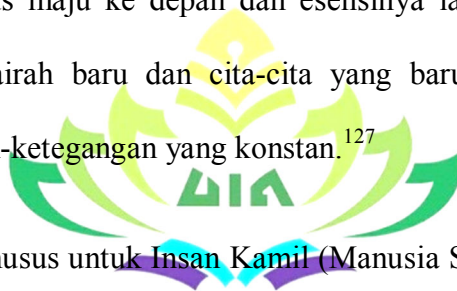 maju ke depan dan esensinya
baru dan cita-cita yang baru
-ketegangan yang konstan.127
UIN
untuk Insan Kamil (Manusia S